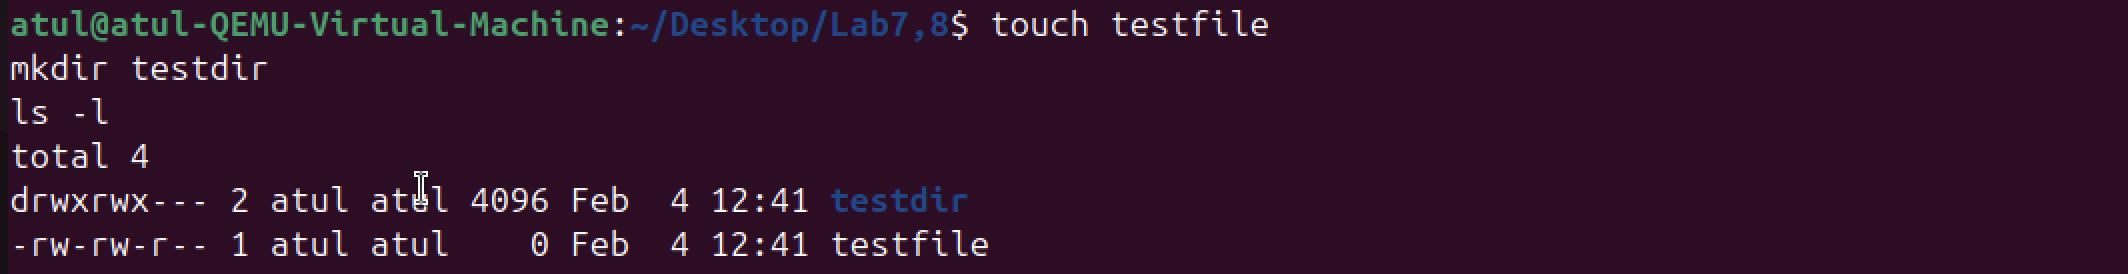 atul@atul-QEMU-Virtual-Machine:~/Desktop/Lab7,8$ touch testfile
mkdir testdir
ls -l
total 4
drwxrwx--- 2 atul atul 4096 Feb  4 12:41 testdir
-rw-rw-r-- 1 atul atul    0 Feb  4 12:41 testfile